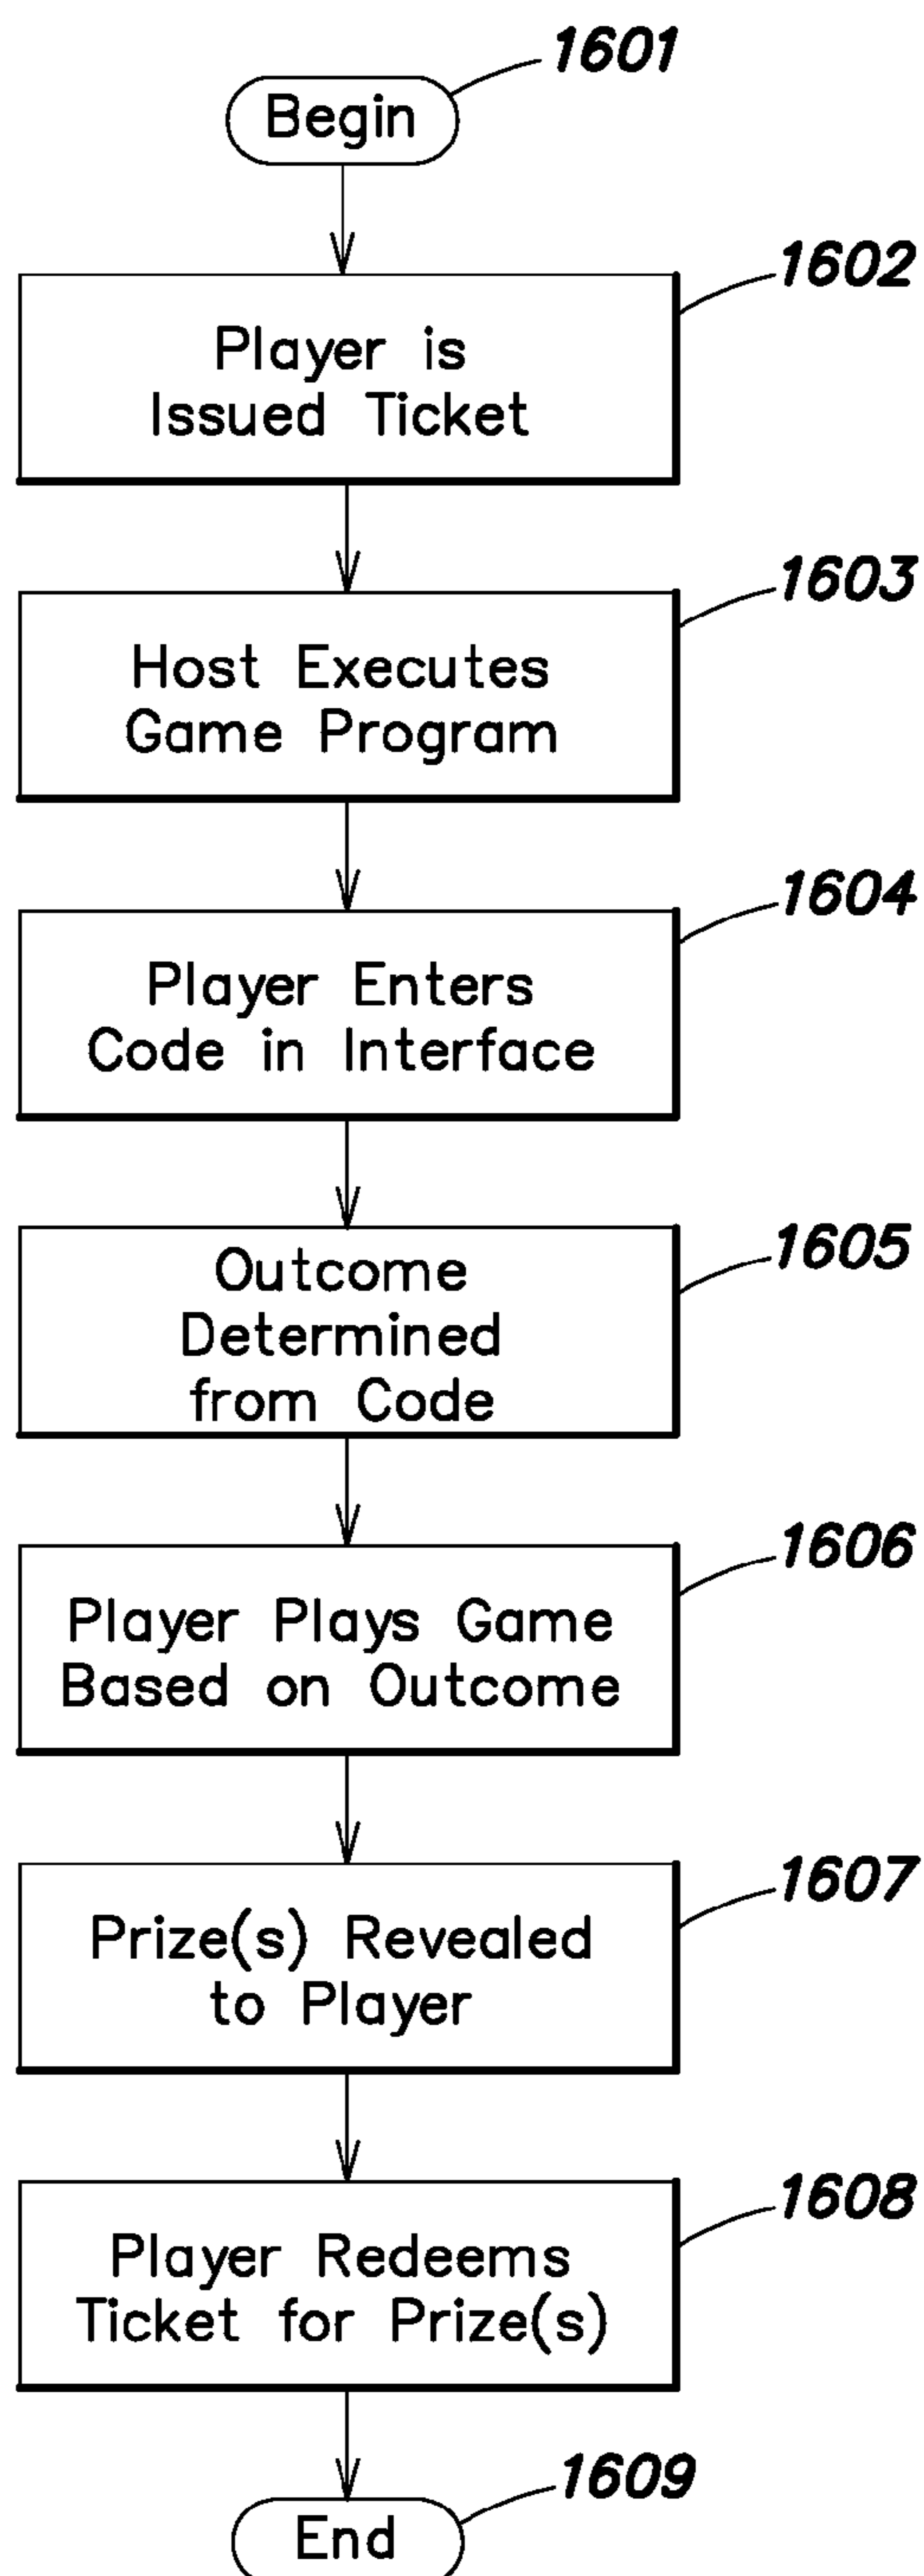 1601
Begin
1602
Player is
Issued Ticket
1603
Host Executes
Game Program
1604
Player Enters
Code in Interface
1605
Outcome
Determined
from Code
1606
Player Plays Game
Based on Outcome
1607
Prize(s) Revealed
to Player
1608
Player Redeems
Ticket for Prize(s)
1609
End